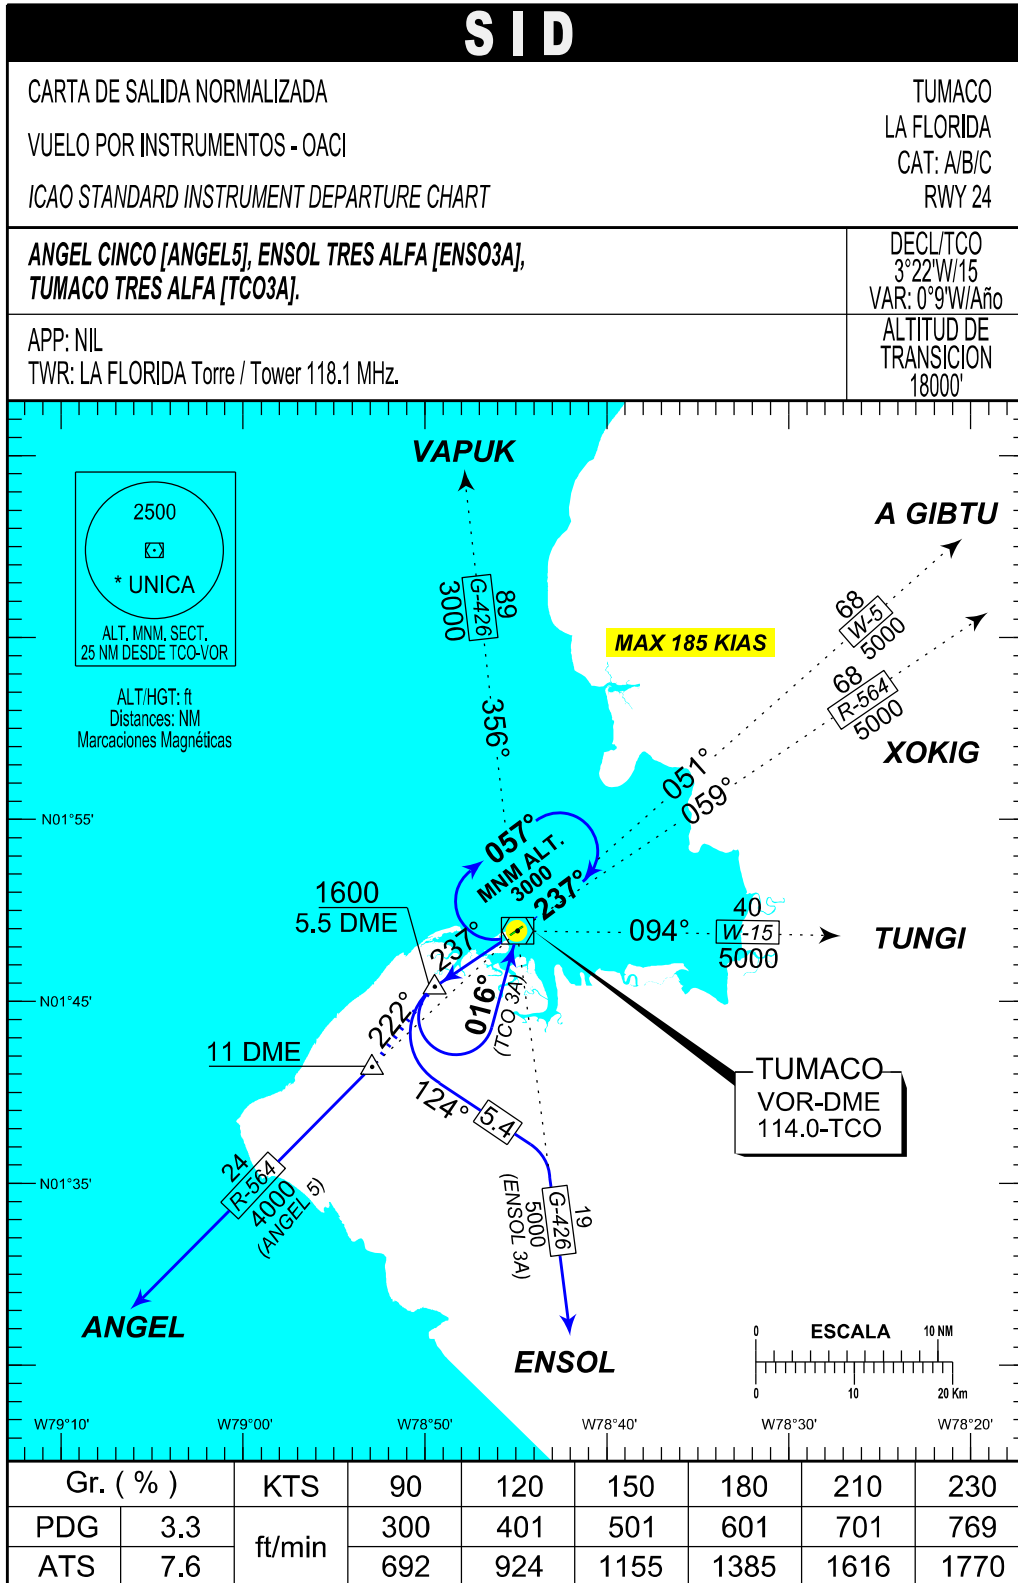 SID
CARTA DE SALIDA NORMALIZADA
VUELO POR INSTRUMENTOS - OACI
ICAO STANDARD INSTRUMENT DEPARTURE CHART
TUMACO
LA FLORIDA
CAT: A/B/C
RWY 24
ANGEL CINCO [ANGEL5], ENSOL TRES ALFA [ENSO3A],
TUMACO TRES ALFA [TCO3A].
DECL/TCO
3°22'W/15
VAR: 0°9'W/Año
APP: NIL
TWR: LA FLORIDA Torre / Tower 118.1 MHz.
ALTITUD DE
TRANSICION
18000'
VAPUK
2500
* UNICA
ALT. MNM. SECT.
25 NM DESDE TCO-VOR
ALT/HGT: ft
Distances: NM
Marcaciones Magnéticas
89
G-426
3000
356°
A GIBTU
68
W-5
5000
MAX 185 KIAS
68
R-564
5000
XOKIG
051°
059°
N01°55'
057°
MNM ALT.
3000
237°
1600
5.5 DME
237°
40
094°
W-15
5000
TUNGI
N01°45'
222°
016°
(TCO 3A)
11 DME
TUMACO
VOR-DME
114.0-TCO
124°
5.4
N01°35'
24
R-564
4000
(ANGEL 5)
19
G-426
5000
(ENSOL 3A)
ANGEL
ENSOL
0 ESCALA 10 NM
0 10 20 Km
W79°10' W79°00' W78°50' W78°40' W78°30' W78°20'
Gr. ( % ) KTS 90 120 150 180 210 230
PDG 3.3 ft/min 300 401 501 601 701 769
ATS 7.6 692 924 1155 1385 1616 1770